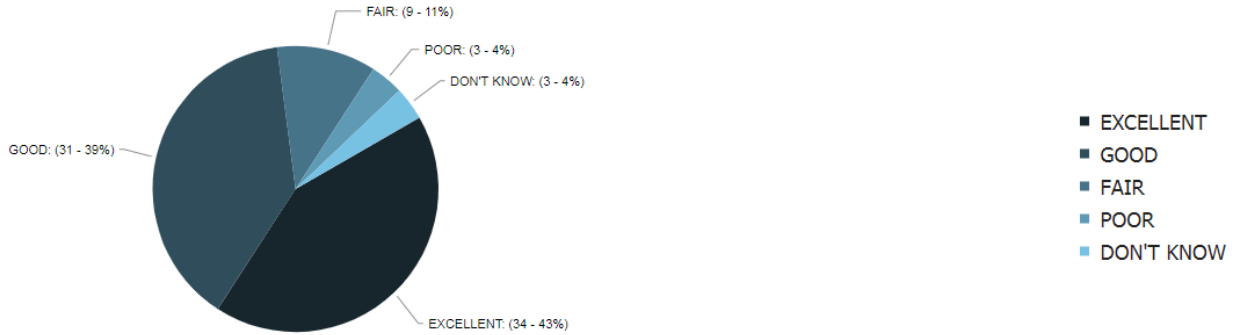 FAIR: (9 - 11%)
POOR: (3 - 4%)
DON'T KNOW: (3 - 4%)
GOOD: (31 - 39%)
EXCELLENT: (34 - 43%)
EXCELLENT
GOOD
FAIR
POOR
DON'T KNOW